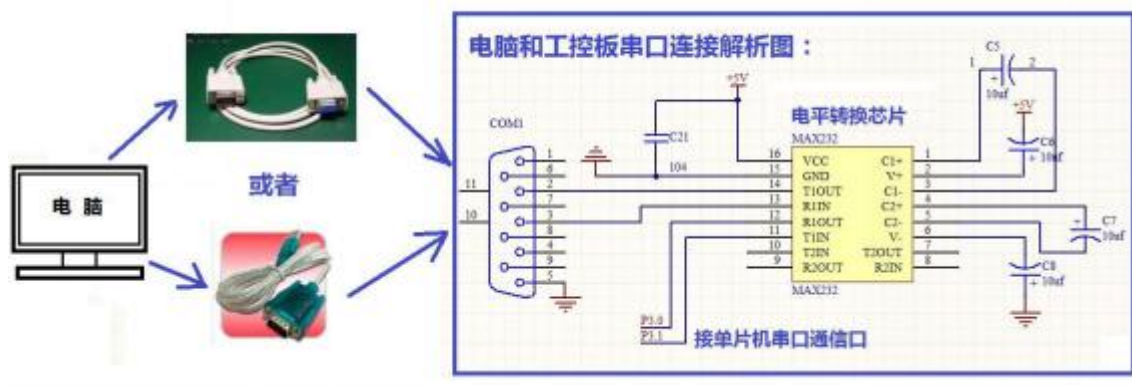 电脑和工控板串口连接解析图：
C5
1
2
10uf
+5V
+5V
电平转换芯片
MAX232
COM1
C21
104
C6
10uf
或者
电脑
11
10
1
6
2
7
3
8
4
9
5
16 VCC C1+ 1
15 GND V+ 2
14 T1OUT C1- 3
13 R1IN C2+ 4
12 R1OUT C2- 5
11 T1IN V- 6
10 T2IN T2OUT 7
9 R2OUT R2IN 8
MAX232
C7
10uf
C8
10uf
P3.0
P3.1
接单片机串口通信口